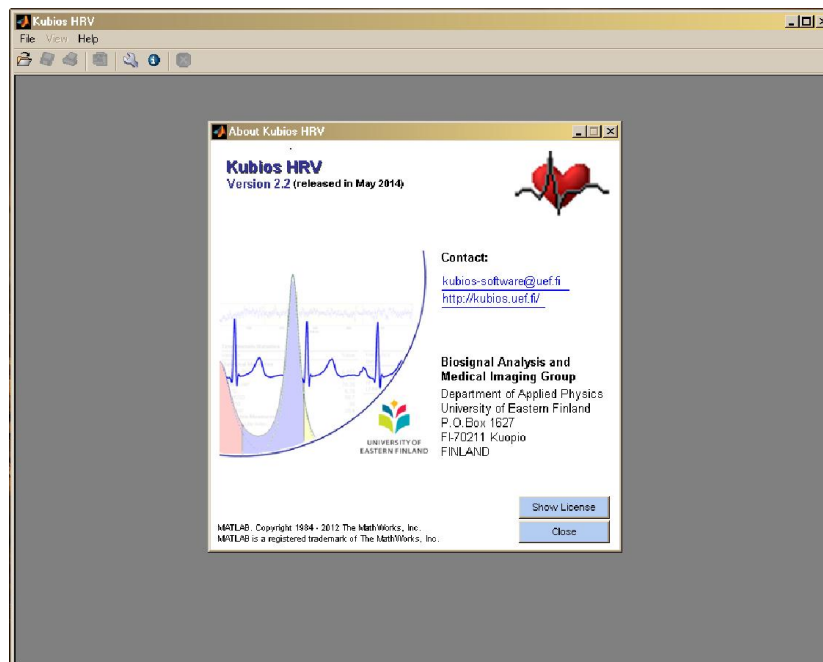 Kubios HRV
File View Help
About Kubios HRV
Kubios HRV
Version 2.2 (released in May 2014)
Contact:
kubios-software@uef.fi
http://kubios.uef.fi/
Biosignal Analysis and
Medical Imaging Group
Department of Applied Physics
University of Eastern Finland
P.O.Box 1627
FI-70211 Kuopio
FINLAND
UNIVERSITY OF
EASTERN FINLAND
Show License
Close
MATLAB. Copyright 1984 - 2012 The MathWorks, Inc.
MATLAB is a registered trademark of The MathWorks, Inc.